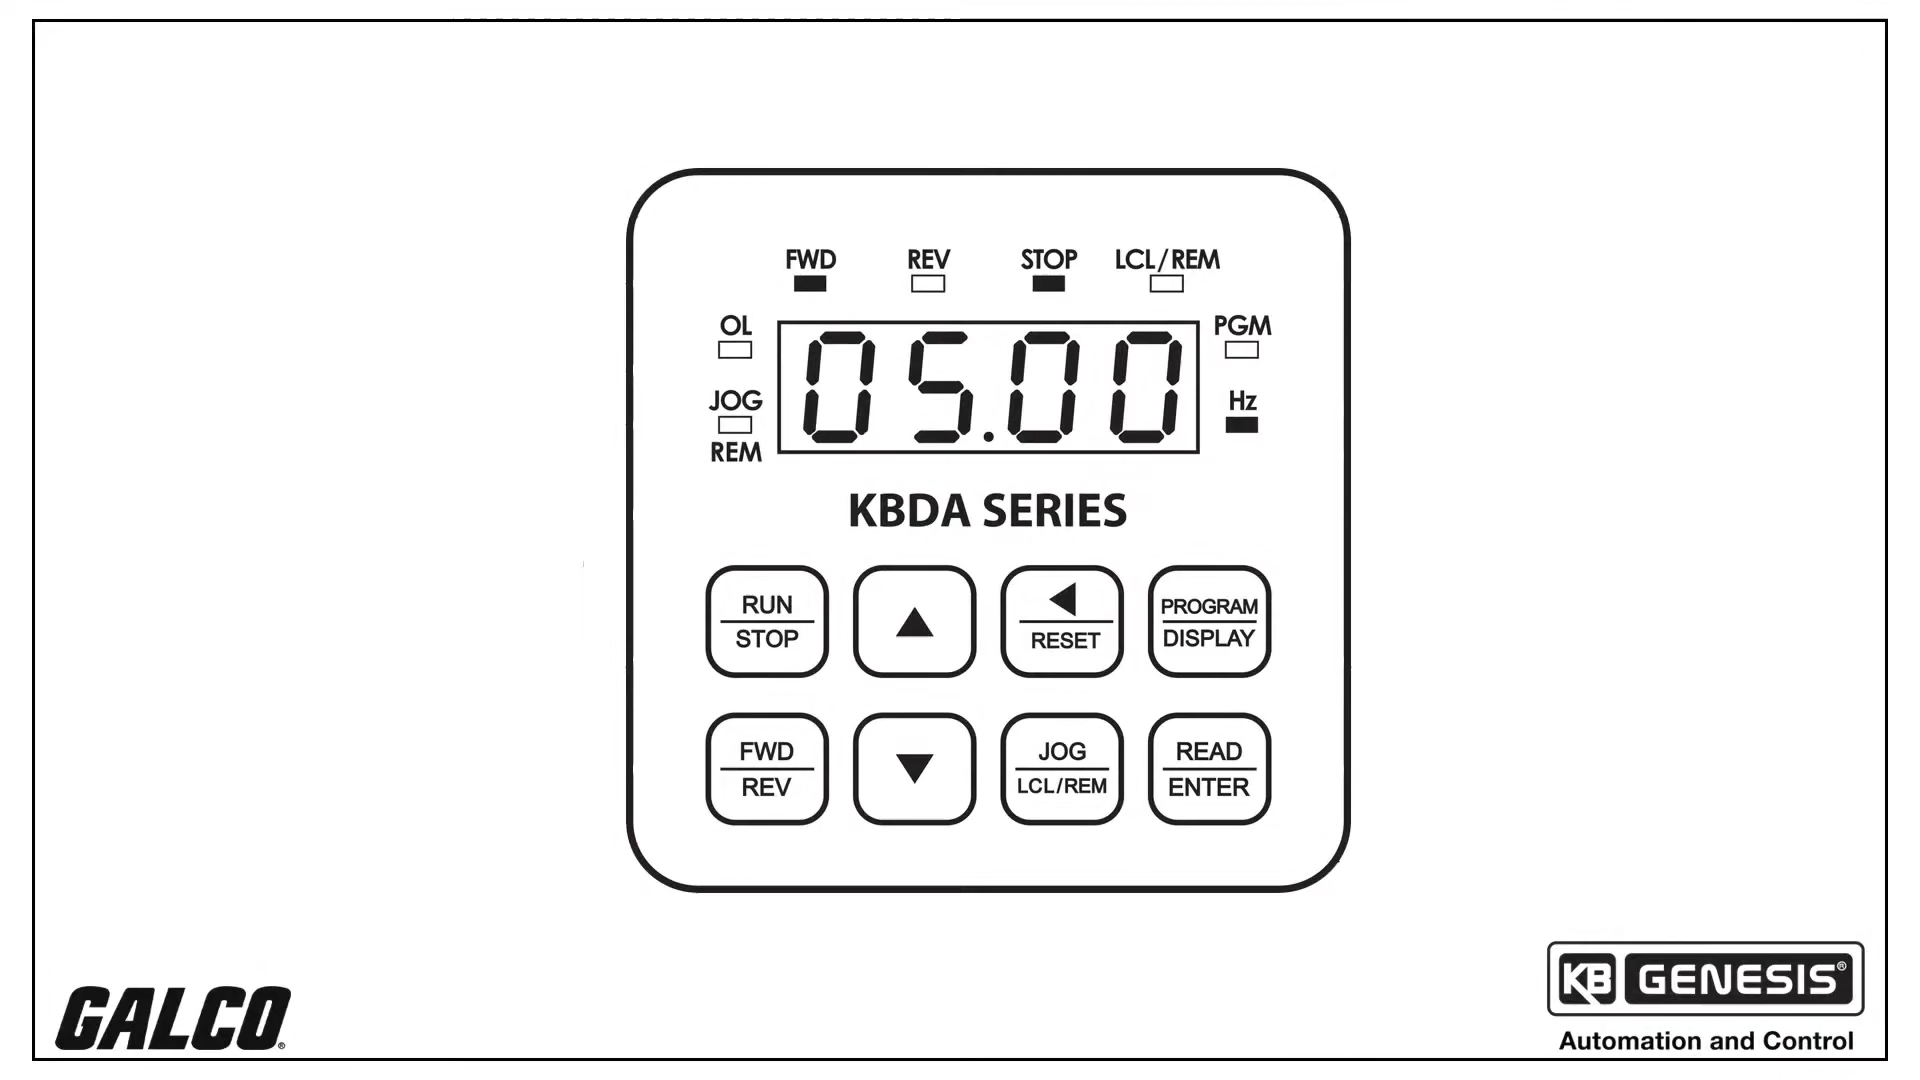 FWD REV STOP LCL/REM
OL PGM
05.00
JOG Hz
REM
KBDA SERIES
RUN RESET PROGRAM
STOP DISPLAY
FWD JOG READ
REV LCL/REM ENTER
GALCO®
KB GENESIS®
Automation and Control